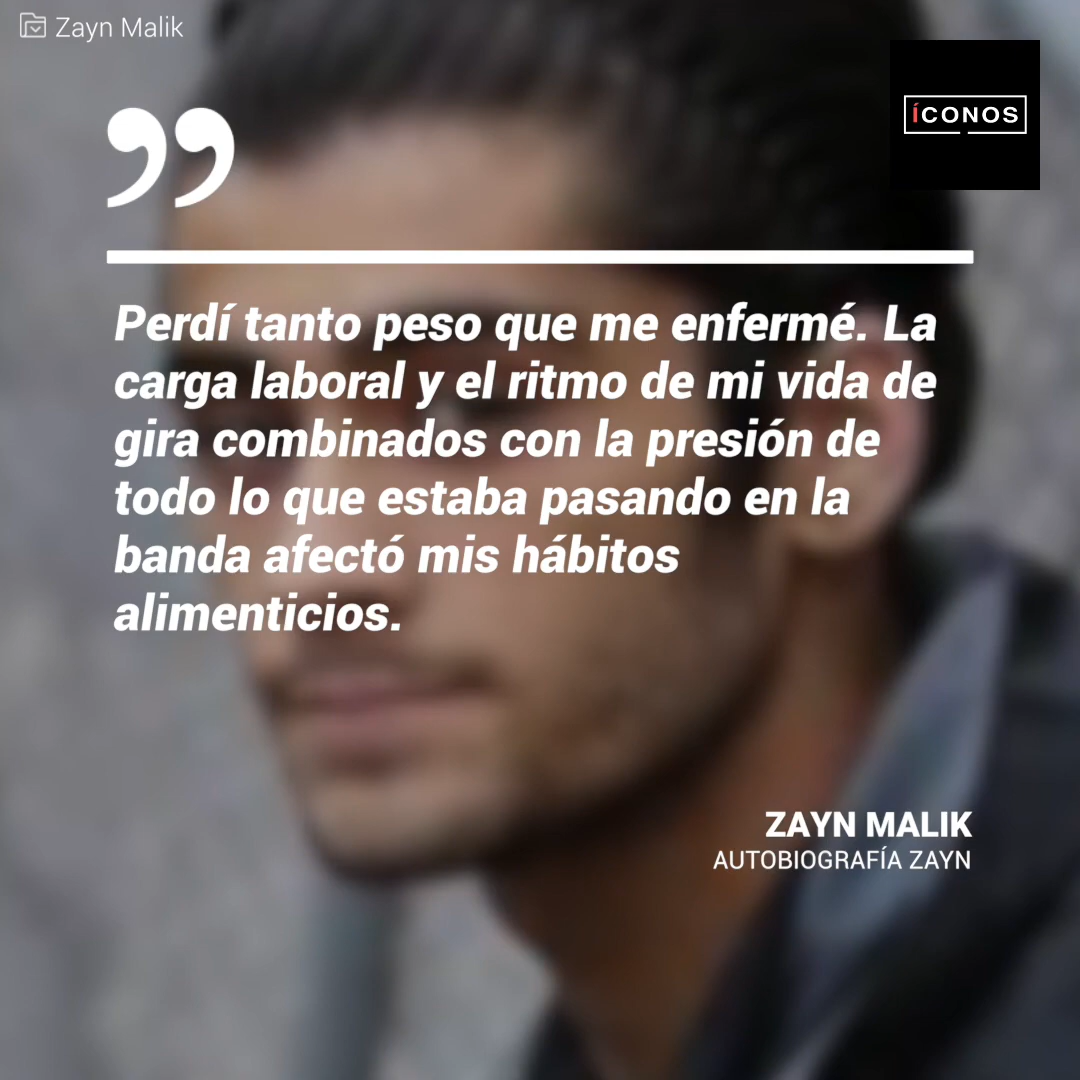 Zayn Malik
ÍCONOS
”
Perdí tanto peso que me enfermé. La
carga laboral y el ritmo de mi vida de
gira combinados con la presión de
todo lo que estaba pasando en la
banda afectó mis hábitos
alimenticios.
ZAYN MALIK
AUTOBIOGRAFÍA ZAYN